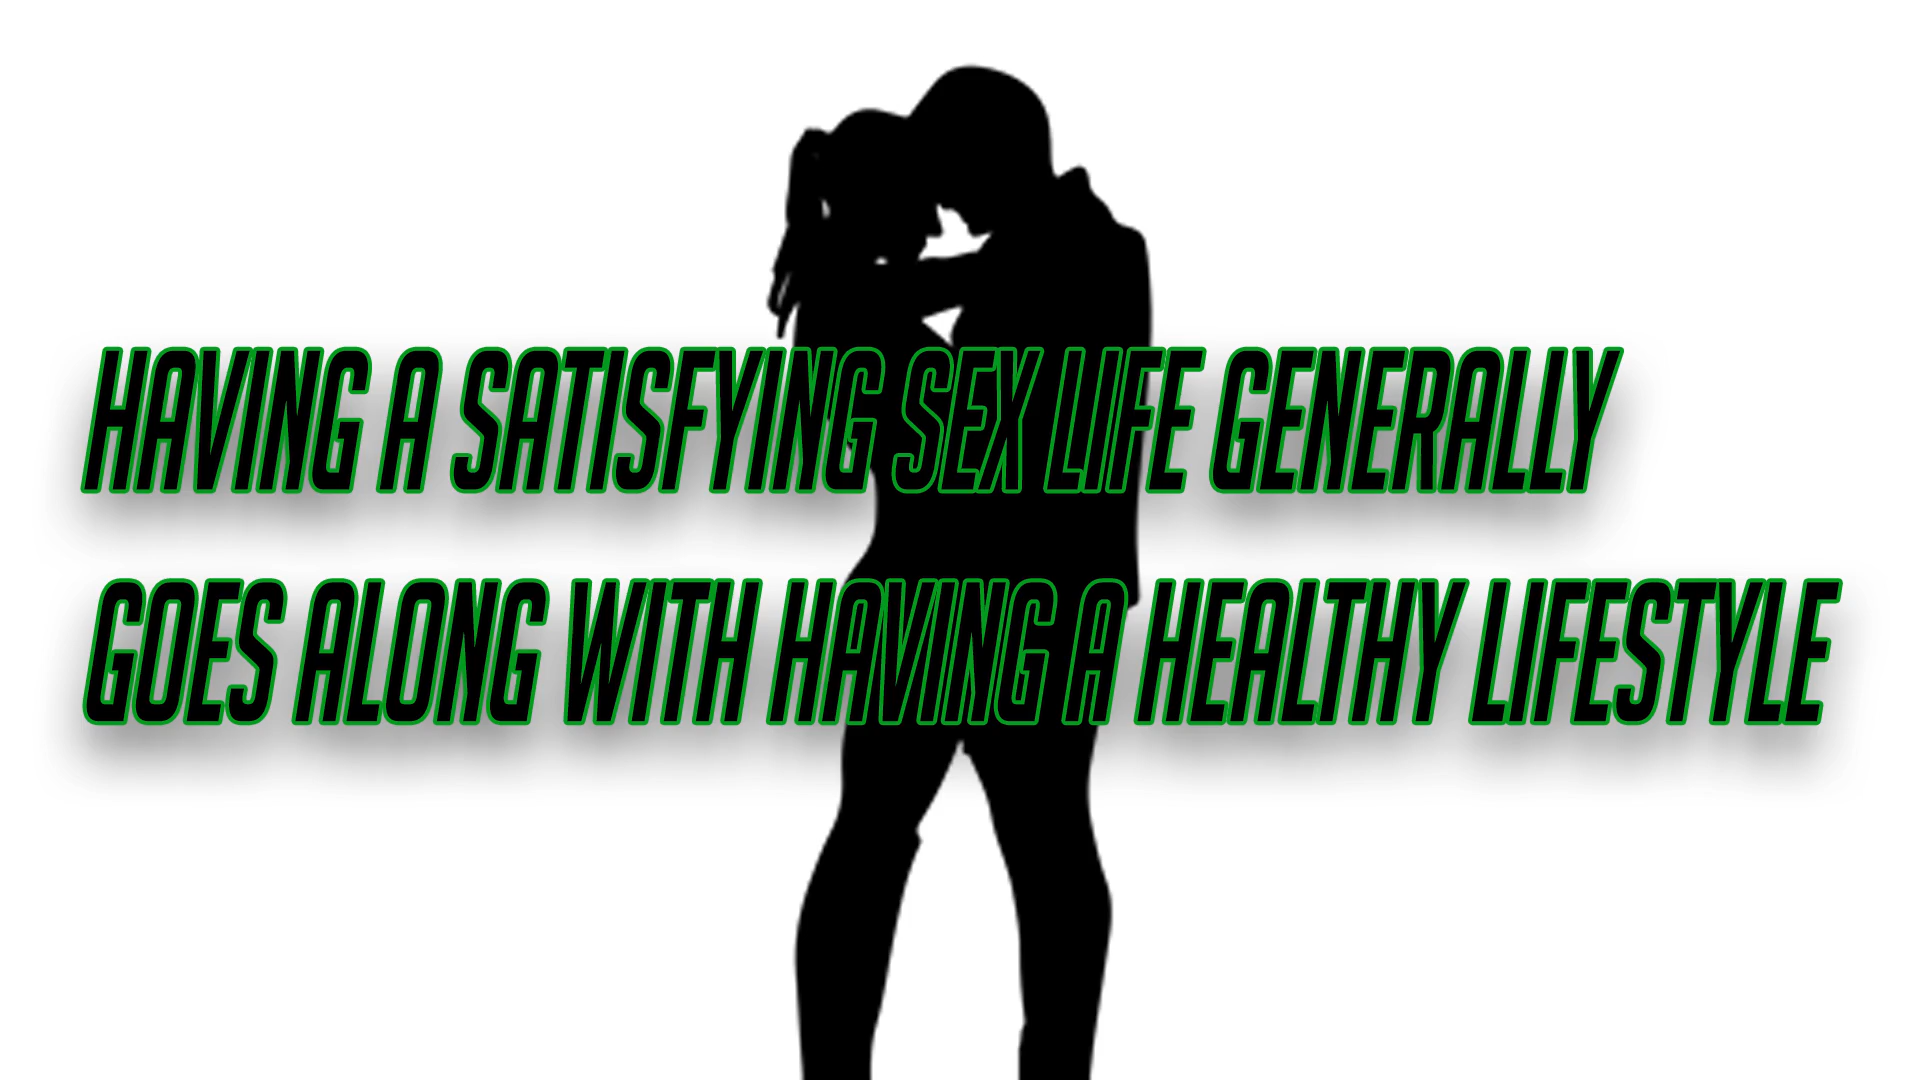 HAVING A SATISFYING SEX LIFE GENERALLY
GOES ALONG WITH HAVING A HEALTHY LIFESTYLE